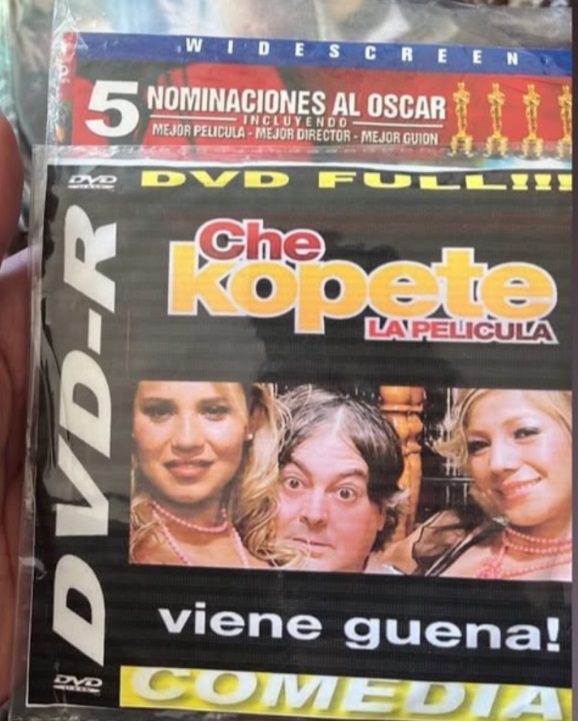 WIDESCREEN
5 NOMINACIONES AL OSCAR
INCLUYENDO
MEJOR PELICULA - MEJOR DIRECTOR - MEJOR GUION
DVD
DVD FULL!!!
DVD-R
Che
kopete
LA PELICULA
viene guena!
DVD
COMEDIA